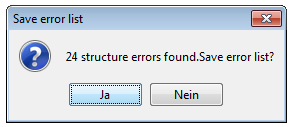 Save error list
24 structure errors found.Save error list?
Ja Nein